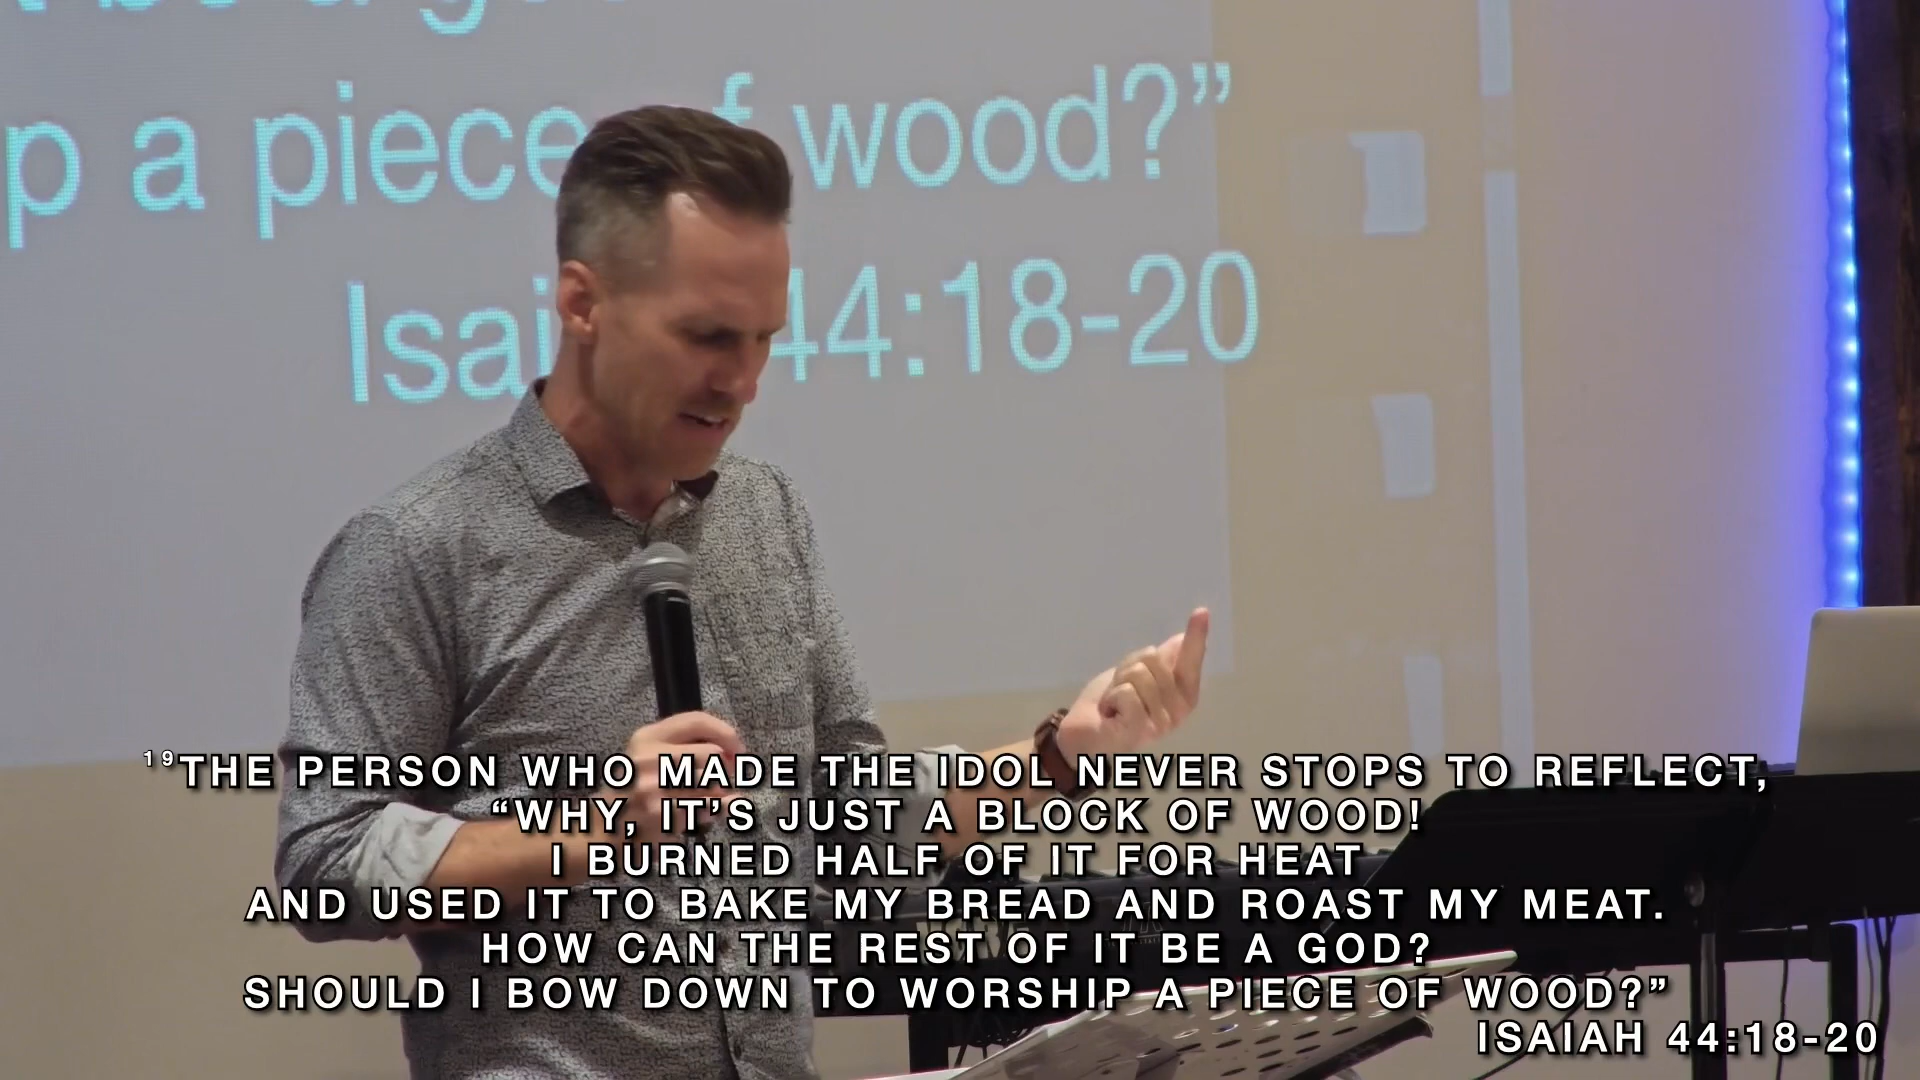 p a piece of wood?”
44:18-20
¹⁹THE PERSON WHO MADE THE IDOL NEVER STOPS TO REFLECT,
“WHY, IT’S JUST A BLOCK OF WOOD!
I BURNED HALF OF IT FOR HEAT
AND USED IT TO BAKE MY BREAD AND ROAST MY MEAT.
HOW CAN THE REST OF IT BE A GOD?
SHOULD I BOW DOWN TO WORSHIP A PIECE OF WOOD?”
ISAIAH 44:18-20